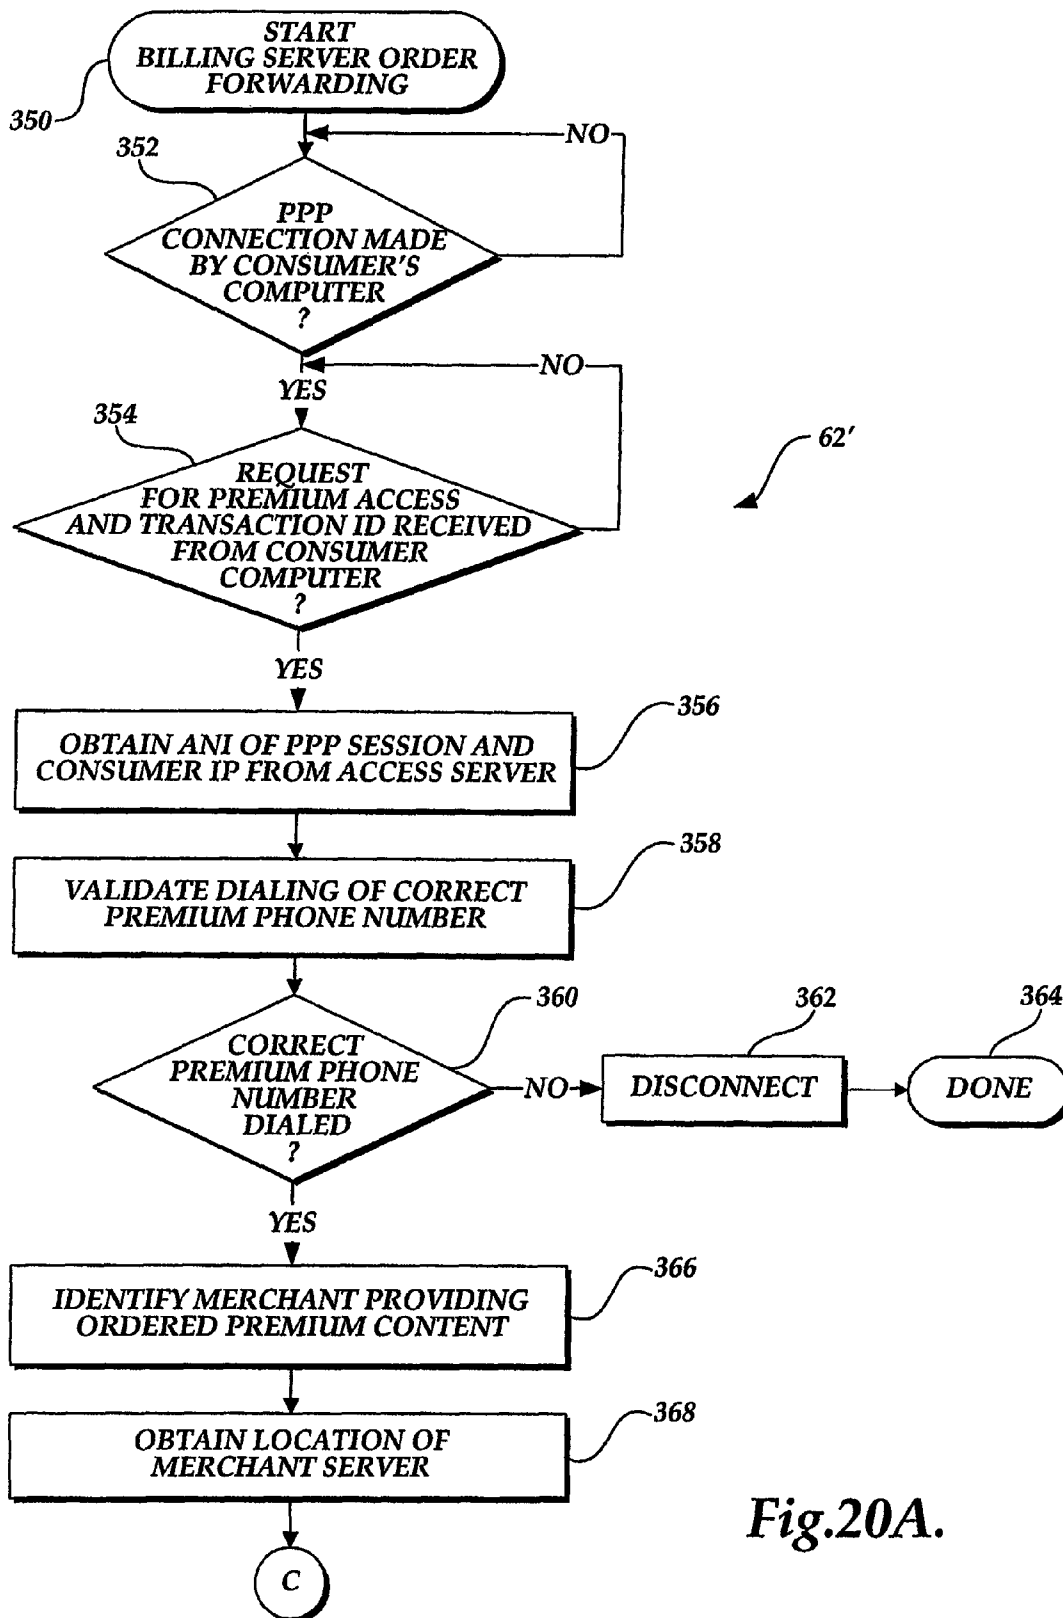 START
BILLING SERVER ORDER
FORWARDING
350
NO
352
PPP
CONNECTION MADE
BY CONSUMER'S
COMPUTER
?
NO
YES
354
62'
REQUEST
FOR PREMIUM ACCESS
AND TRANSACTION ID RECEIVED
FROM CONSUMER
COMPUTER
?
YES
356
OBTAIN ANI OF PPP SESSION AND
CONSUMER IP FROM ACCESS SERVER
358
VALIDATE DIALING OF CORRECT
PREMIUM PHONE NUMBER
360
362
364
CORRECT
PREMIUM PHONE
NUMBER
DIALED
?
NO
DISCONNECT
DONE
YES
366
IDENTIFY MERCHANT PROVIDING
ORDERED PREMIUM CONTENT
368
OBTAIN LOCATION OF
MERCHANT SERVER
Fig.20A.
C